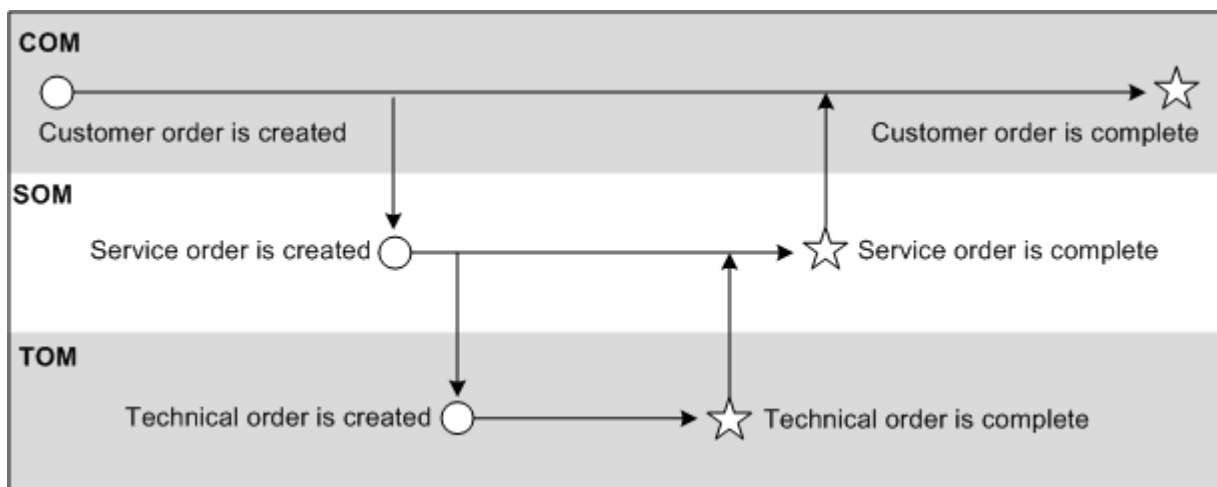 COM
Customer order is created
Customer order is complete
SOM
Service order is created
Service order is complete
TOM
Technical order is created
Technical order is complete